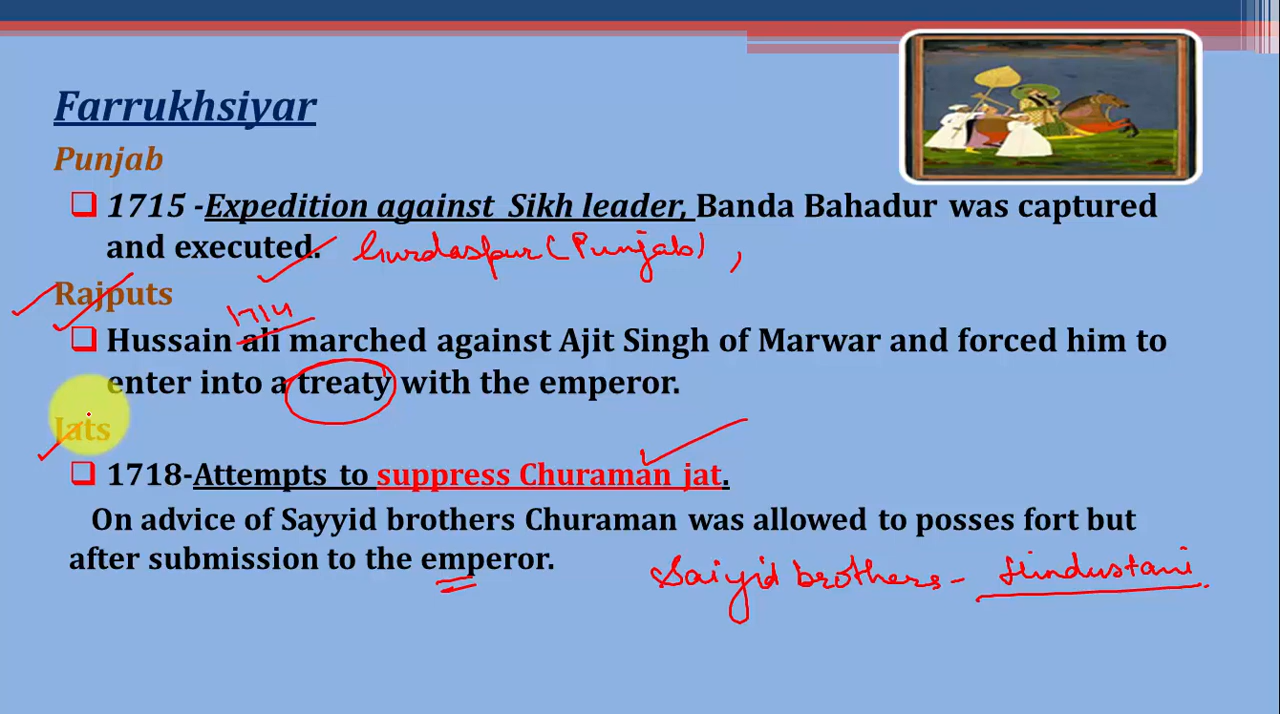 Farrukhsiyar
Punjab
❑ 1715 -Expedition against Sikh leader, Banda Bahadur was captured
and executed. Gurdaspur (Punjab),
Rajputs
1714
❑ Hussain ali marched against Ajit Singh of Marwar and forced him to
enter into a treaty with the emperor.
Jats
❑ 1718-Attempts to suppress Churaman jat.
On advice of Sayyid brothers Churaman was allowed to posses fort but
after submission to the emperor.
Saiyid brothers - Hindustani